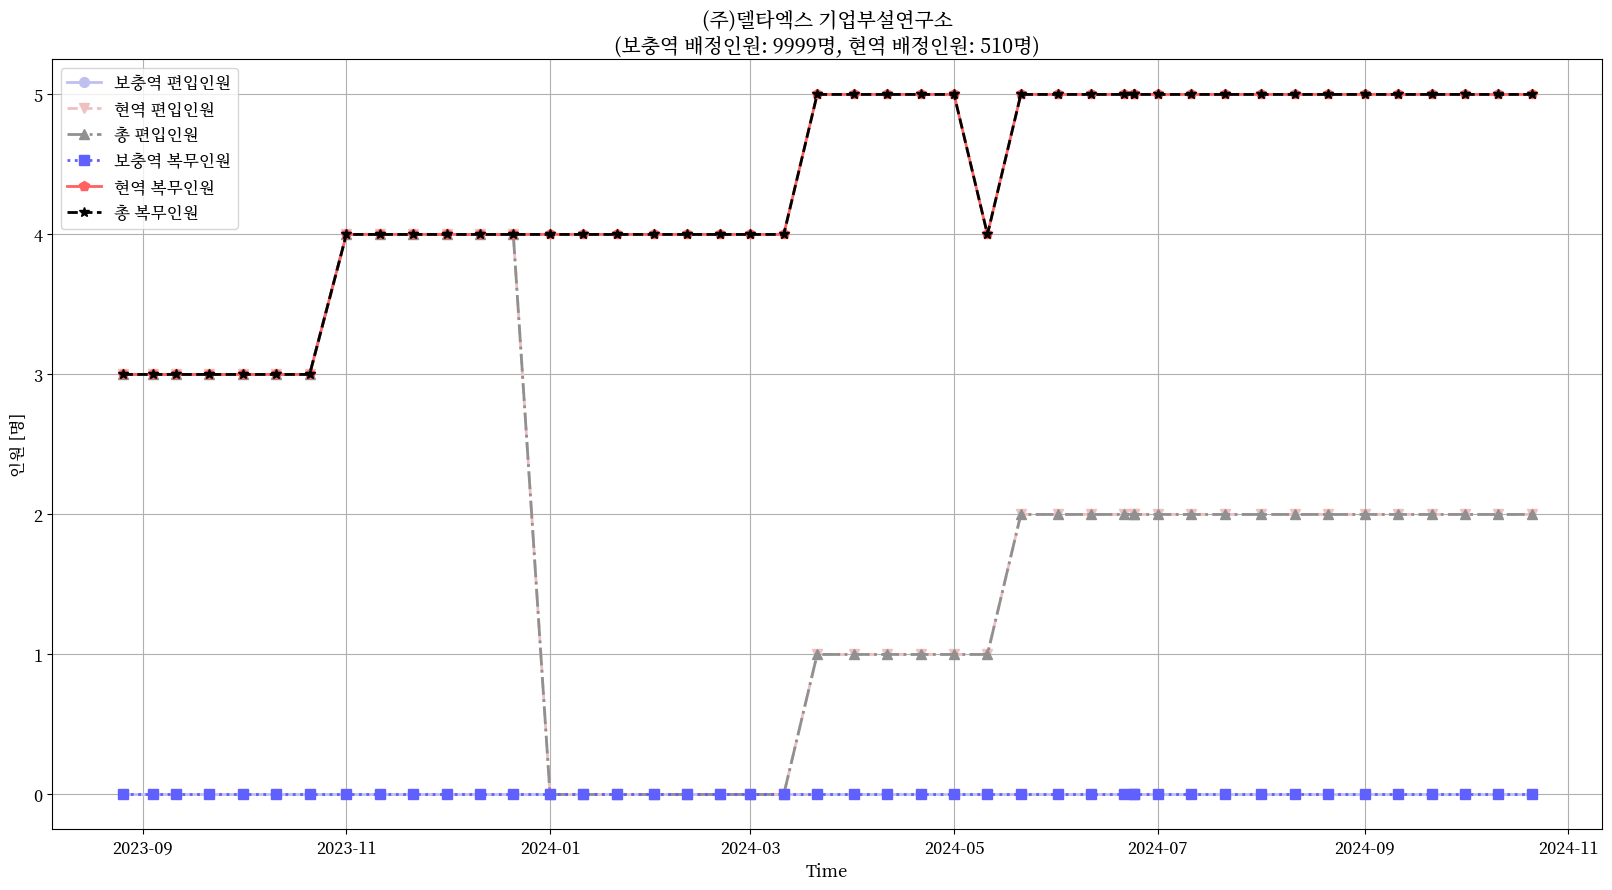 (주)델타엑스 기업부설연구소
(보충역 배정인원: 9999명, 현역 배정인원: 510명)
보충역 편입인원
현역 편입인원
총 편입인원
보충역 복무인원
현역 복무인원
총 복무인원
인원 [명]
5
4
3
2
1
0
2023-09
2023-11
2024-01
2024-03
2024-05
2024-07
2024-09
2024-11
Time